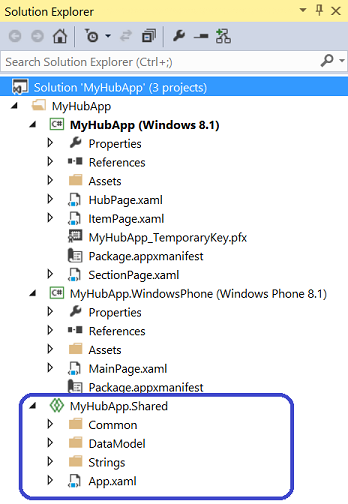 Solution Explorer
Search Solution Explorer (Ctrl+;)
Solution 'MyHubApp' (3 projects)
MyHubApp
C# MyHubApp (Windows 8.1)
Properties
References
Assets
HubPage.xaml
ItemPage.xaml
MyHubApp_TemporaryKey.pfx
Package.appxmanifest
SectionPage.xaml
C# MyHubApp.WindowsPhone (Windows Phone 8.1)
Properties
References
Assets
MainPage.xaml
Package.appxmanifest
MyHubApp.Shared
Common
DataModel
Strings
App.xaml